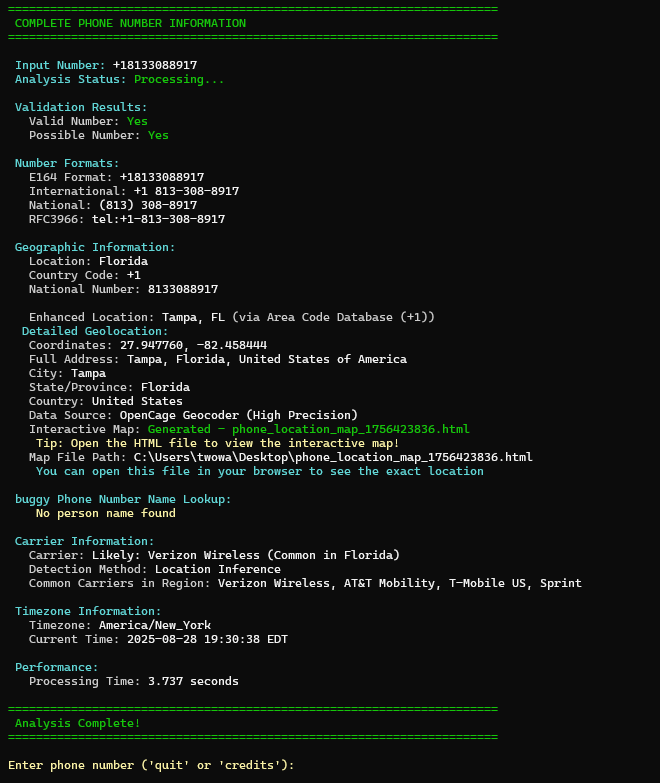 ======================================================================
COMPLETE PHONE NUMBER INFORMATION
======================================================================
Input Number: +18133088917
Analysis Status: Processing...
Validation Results:
Valid Number: Yes
Possible Number: Yes
Number Formats:
E164 Format: +18133088917
International: +1 813-308-8917
National: (813) 308-8917
RFC3966: tel:+1-813-308-8917
Geographic Information:
Location: Florida
Country Code: +1
National Number: 8133088917
Enhanced Location: Tampa, FL (via Area Code Database (+1))
Detailed Geolocation:
Coordinates: 27.947760, -82.458444
Full Address: Tampa, Florida, United States of America
City: Tampa
State/Province: Florida
Country: United States
Data Source: OpenCage Geocoder (High Precision)
Interactive Map: Generated - phone_location_map_1756423836.html
Tip: Open the HTML file to view the interactive map!
Map File Path: C:\Users\twowa\Desktop\phone_location_map_1756423836.html
You can open this file in your browser to see the exact location
buggy Phone Number Name Lookup:
No person name found
Carrier Information:
Carrier: Likely: Verizon Wireless (Common in Florida)
Detection Method: Location Inference
Common Carriers in Region: Verizon Wireless, AT&T Mobility, T-Mobile US, Sprint
Timezone Information:
Timezone: America/New_York
Current Time: 2025-08-28 19:30:38 EDT
Performance:
Processing Time: 3.737 seconds
======================================================================
Analysis Complete!
======================================================================
Enter phone number ('quit' or 'credits'):